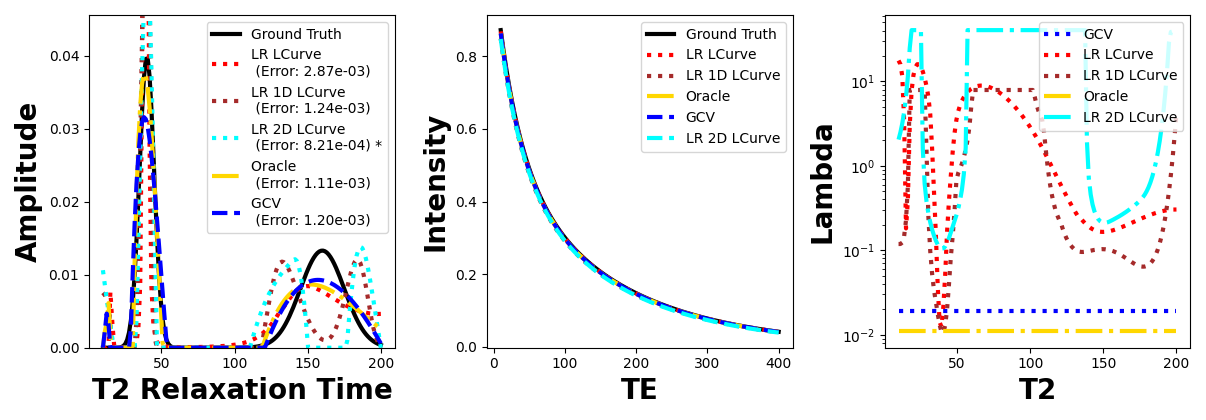 Amplitude
0.04
0.03
0.02
0.01
0.00
50
100
150
200
T2 Relaxation Time
Ground Truth
LR LCurve
(Error: 2.87e-03)
LR 1D LCurve
(Error: 1.24e-03)
LR 2D LCurve
(Error: 8.21e-04) *
Oracle
(Error: 1.11e-03)
GCV
(Error: 1.20e-03)
Intensity
0.8
0.6
0.4
0.2
0.0
0
100
200
300
400
TE
Ground Truth
LR LCurve
LR 1D LCurve
Oracle
GCV
LR 2D LCurve
Lambda
10¹
10⁰
10⁻¹
10⁻²
50
100
150
200
T2
GCV
LR LCurve
LR 1D LCurve
Oracle
LR 2D LCurve